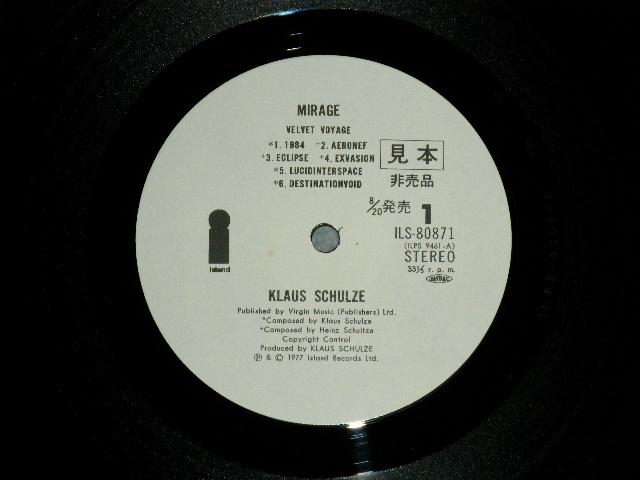 MIRAGE
VELVET VOYAGE
*1. 1984 +2. AERONEF
+3. ECLIPSE +4. EXVASION
*5. LUCIDINTERSPACE
*6. DESTINATIONVOID
見本
非売品
8/20発売 1
ILS-80871
(ILPS 9461-A)
STEREO
33⅓ r. p. m.
island
KLAUS SCHULZE
Published by Virgin Music (Publishers) Ltd.
*Composed by Klaus Schulze
+Composed by Heinz Schultze
Copyright Control
Produced by KLAUS SCHULZE
Ⓟ & © 1977 Island Records Ltd.